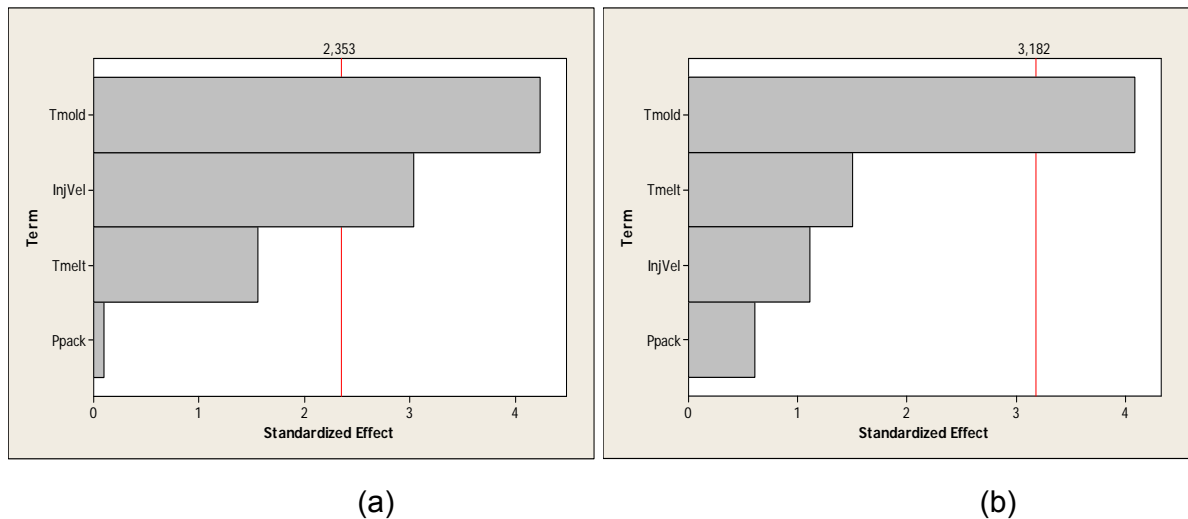 2,353
Term
Tmold
InjVel
Tmelt
Ppack
0 1 2 3 4
Standardized Effect
(a)
3,182
Term
Tmold
Tmelt
InjVel
Ppack
0 1 2 3 4
Standardized Effect
(b)